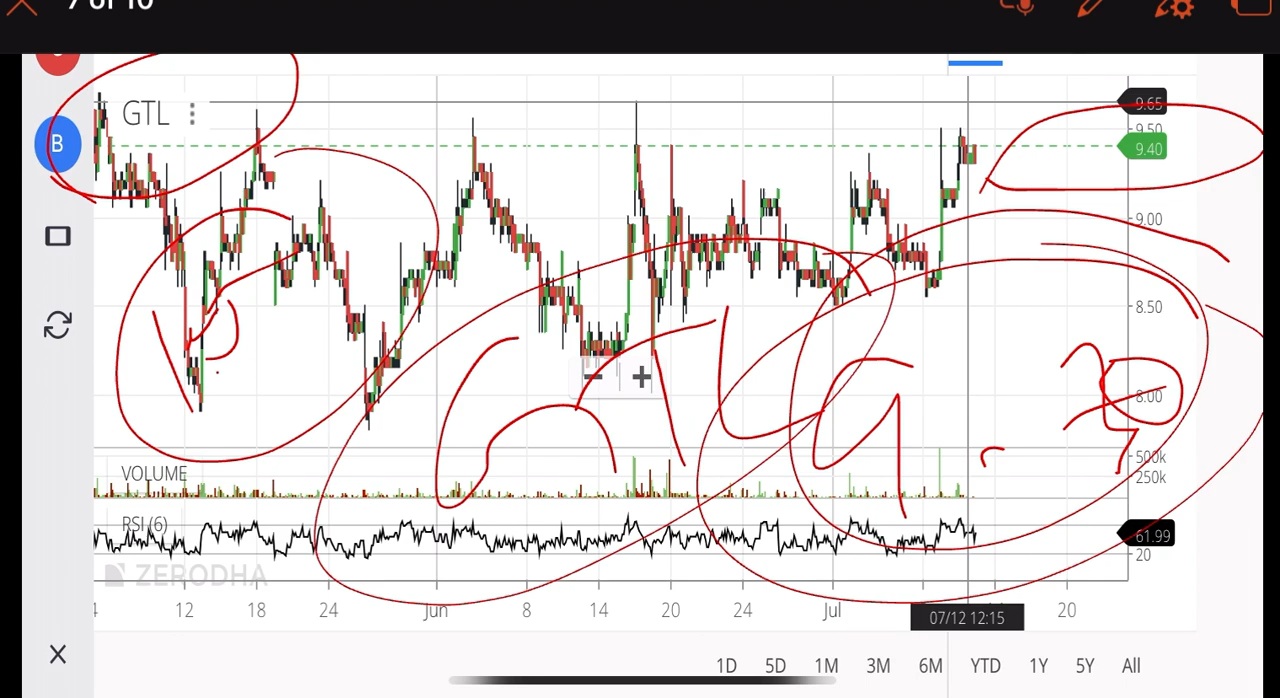 7 of 10
B
GTL
9.65
9.50
9.40
9.00
8.50
8.00
VOLUME
500k
250k
RSI (6)
61.99
20
ZERODHA
12 18 24 Jun 8 14 20 24 Jul 20
07/12 12:15
1D 5D 1M 3M 6M YTD 1Y 5Y All